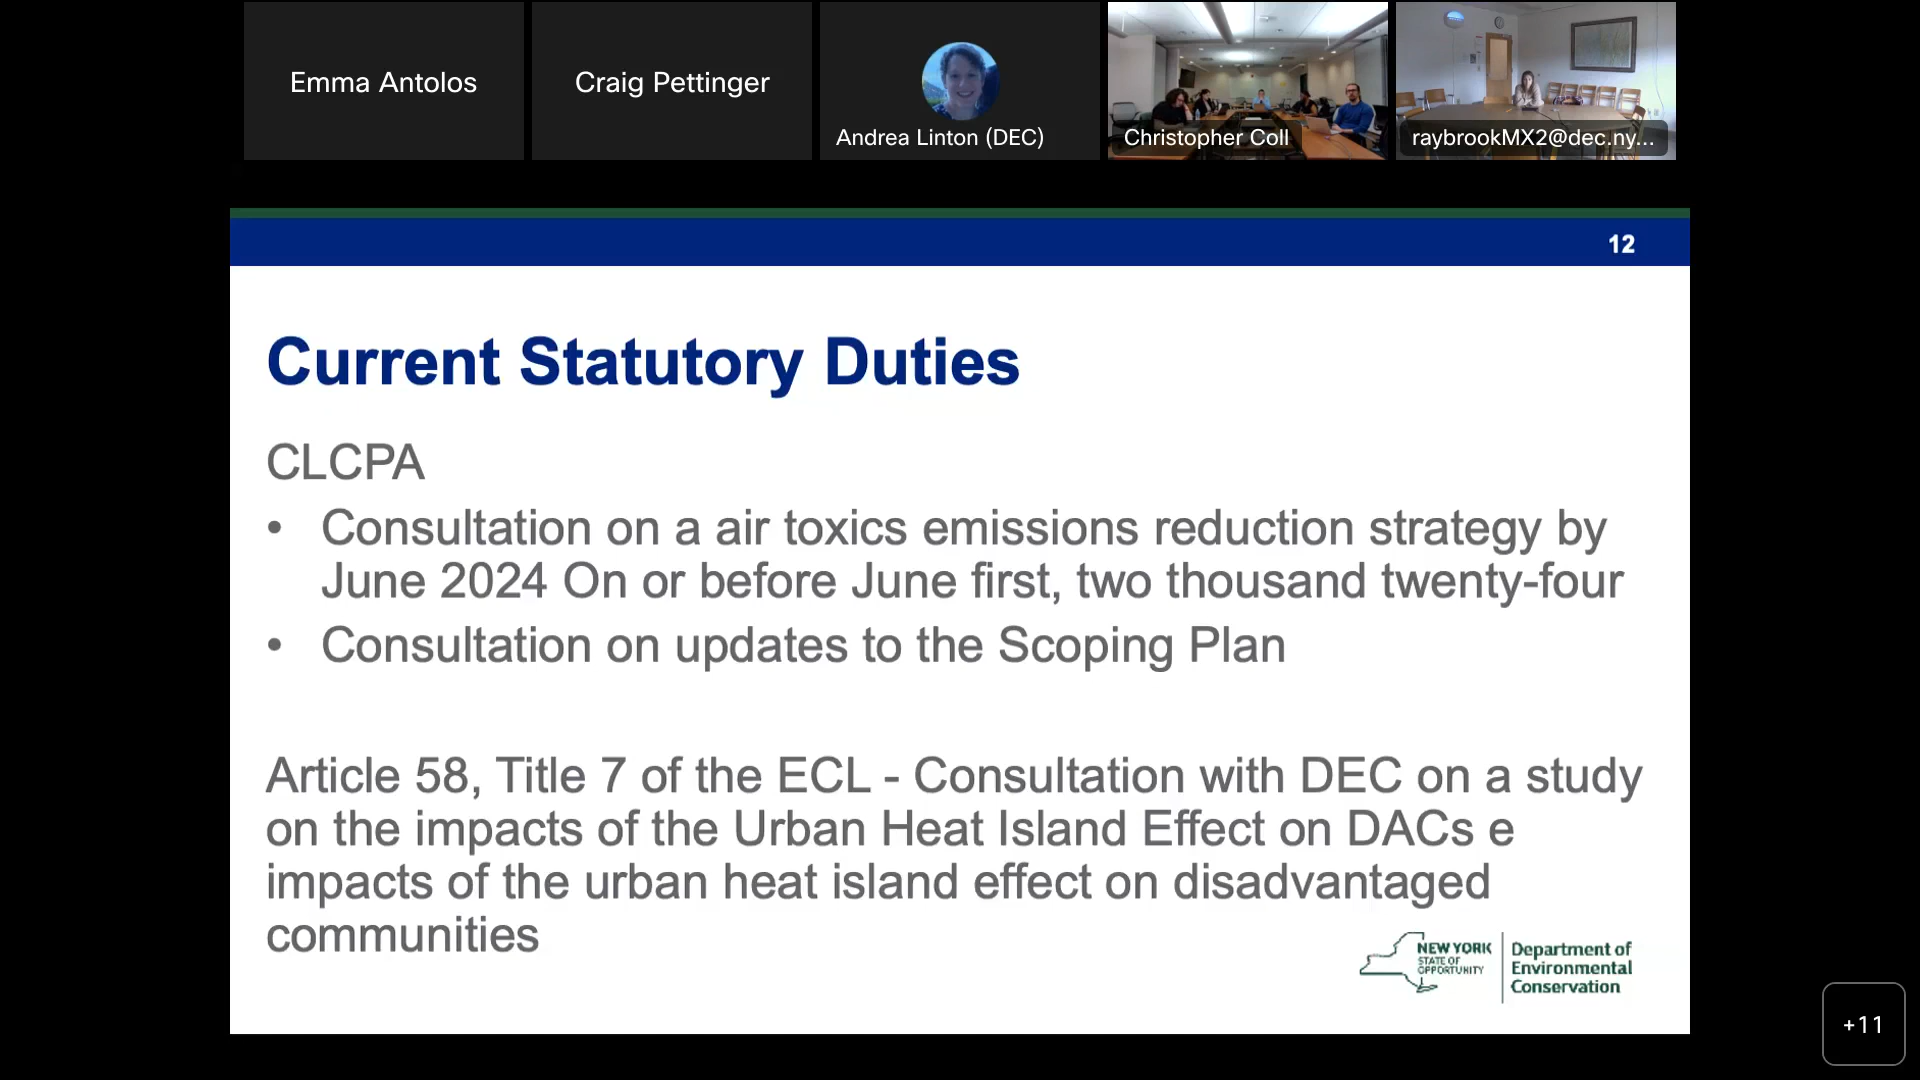 Emma Antolos
Craig Pettinger
Andrea Linton (DEC)
Christopher Coll
raybrookMX2@dec.ny...
12
Current Statutory Duties
CLCPA
• Consultation on a air toxics emissions reduction strategy by
June 2024 On or before June first, two thousand twenty-four
• Consultation on updates to the Scoping Plan
Article 58, Title 7 of the ECL - Consultation with DEC on a study
on the impacts of the Urban Heat Island Effect on DACs e
impacts of the urban heat island effect on disadvantaged
communities
NEW YORK
STATE OF
OPPORTUNITY
Department of
Environmental
Conservation
+11